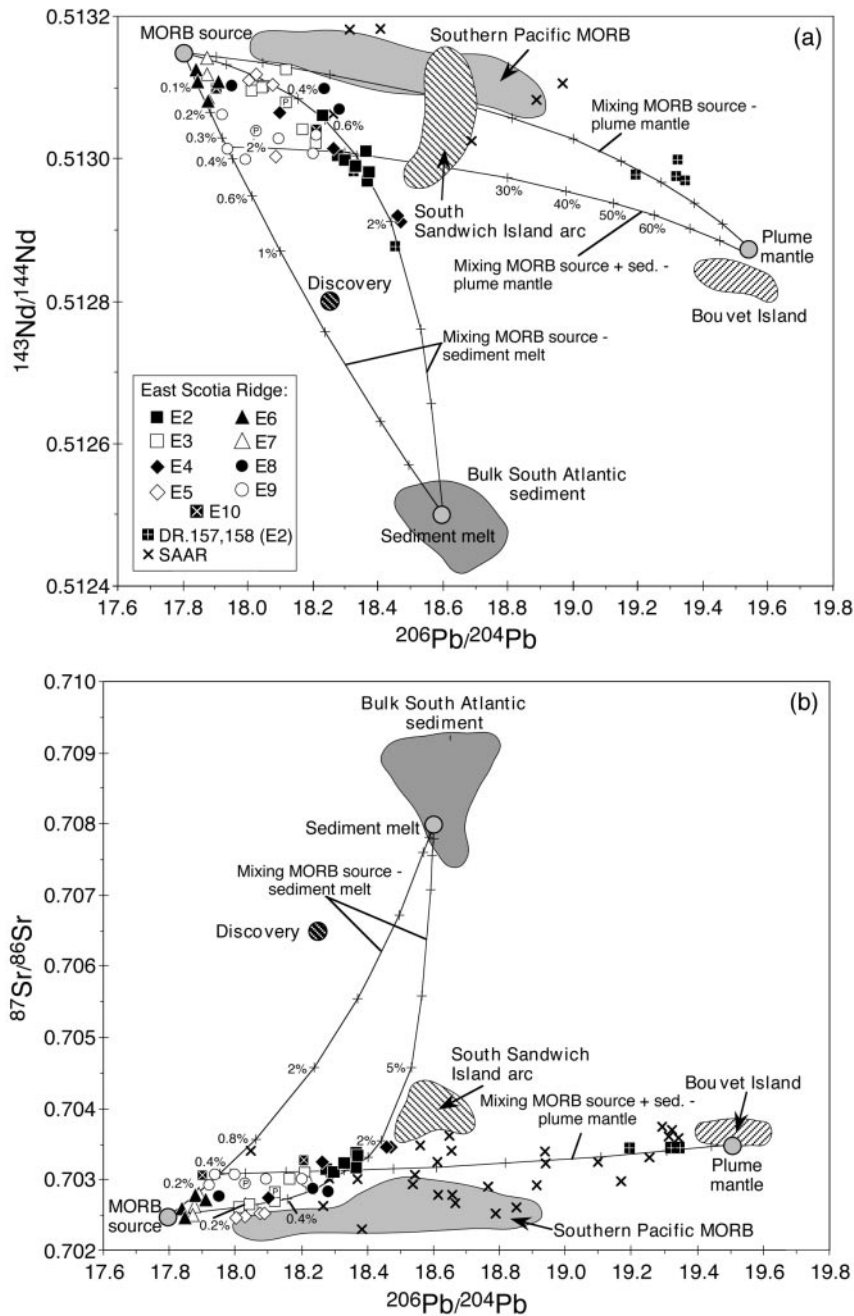 0.5132
MORB source
Southern Pacific MORB
(a)
0.1%
0.4%
0.2%
0.6%
Mixing MORB source -
plume mantle
0.3%
P
P
2%
0.5130
0.4%
30%
40%
50%
60%
0.6%
South
Sandwich Island arc
2%
Plume
mantle
1%
Mixing MORB source + sed. -
plume mantle
Discovery
Bouvet Island
0.5128
143Nd/144Nd
Mixing MORB source -
sediment melt
East Scotia Ridge:
E2
E6
E3
E7
E4
E8
E5
E9
E10
DR.157,158 (E2)
SAAR
0.5126
Bulk South Atlantic
sediment
Sediment melt
0.5124
17.6
17.8
18.0
18.2
18.4
18.6
18.8
19.0
19.2
19.4
19.6
19.8
206Pb/204Pb
0.710
(b)
Bulk South Atlantic
sediment
0.709
0.708
Sediment melt
Mixing MORB source -
sediment melt
0.707
Discovery
0.706
87Sr/86Sr
0.705
2%
5%
South Sandwich
Island arc
Bouvet Island
0.704
Mixing MORB source + sed. -
plume mantle
0.8%
2%
0.4%
0.703
0.2%
P
P
Plume
mantle
MORB
source
0.2%
0.4%
Southern Pacific MORB
0.702
17.6
17.8
18.0
18.2
18.4
18.6
18.8
19.0
19.2
19.4
19.6
19.8
206Pb/204Pb